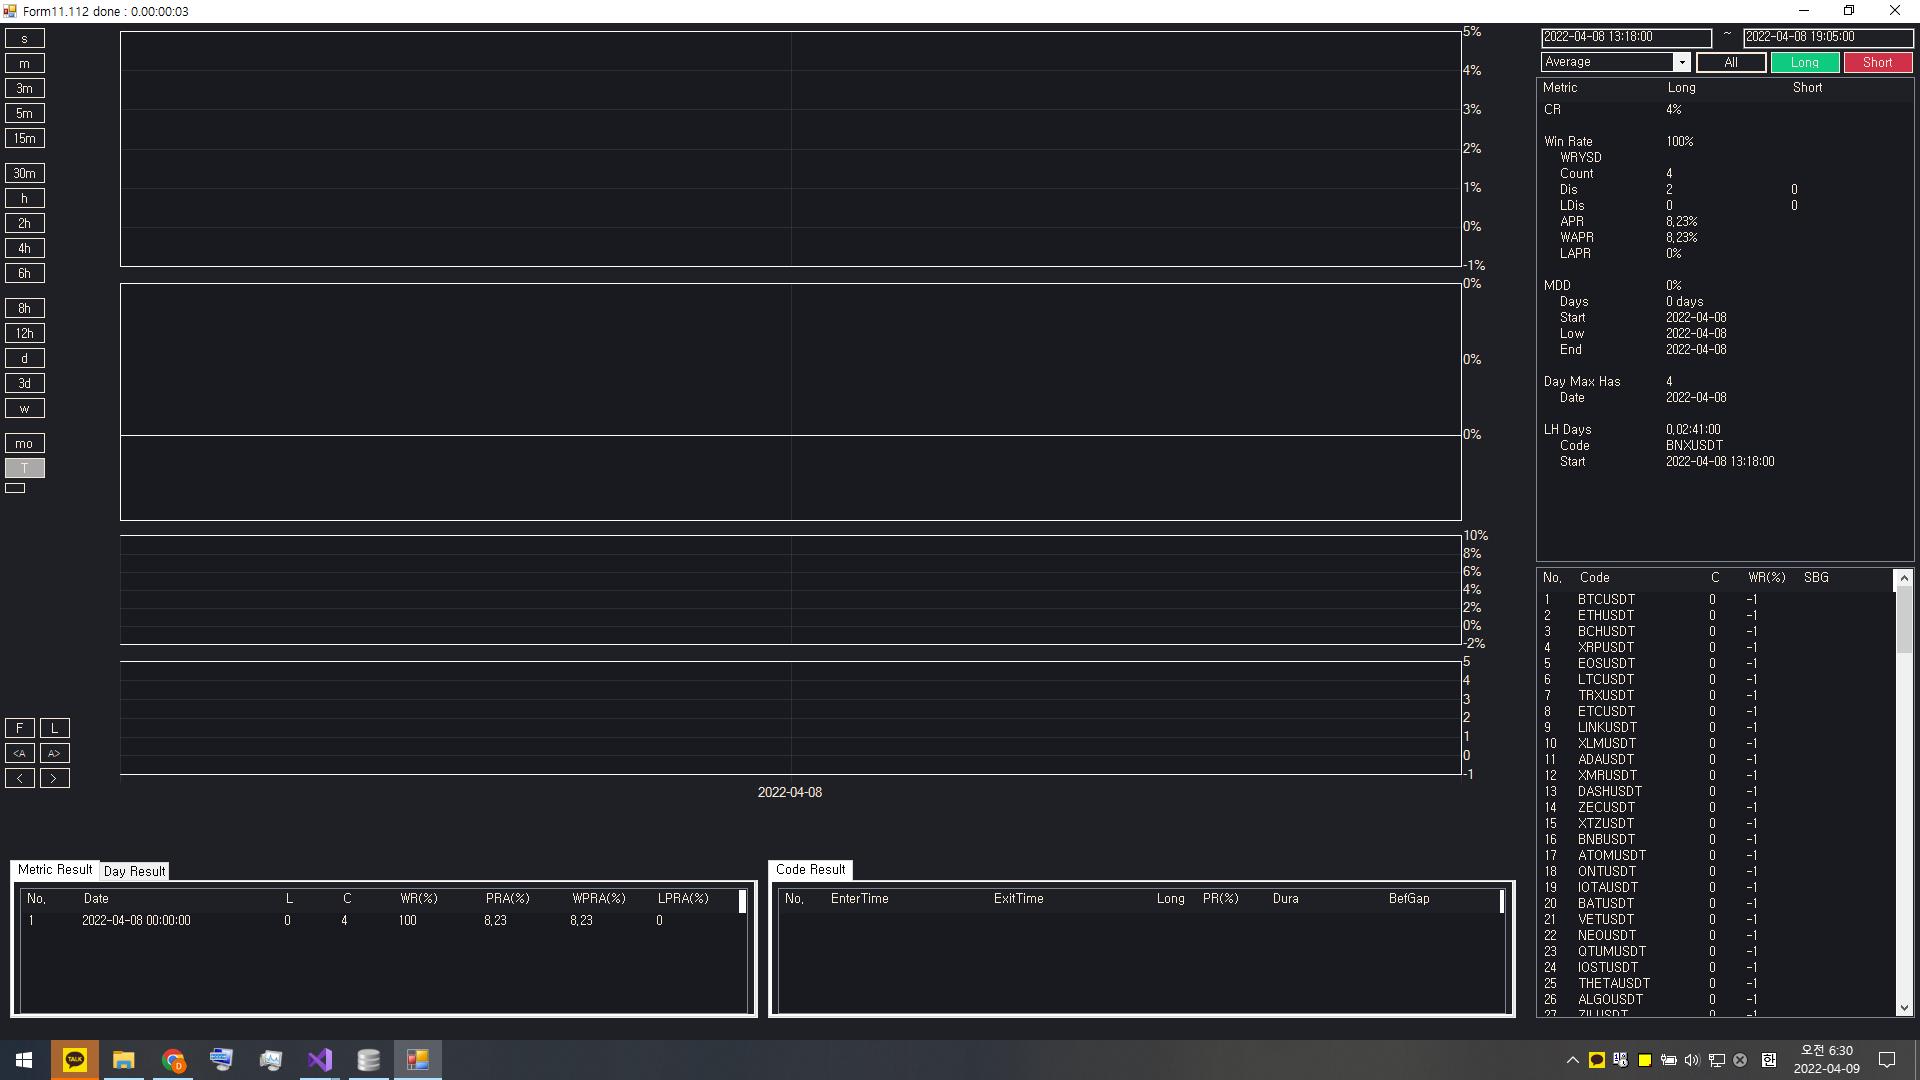 Form11.112 done : 0.00:00:03
s
m
3m
5m
15m
30m
h
2h
4h
6h
8h
12h
d
3d
w
mo
T
F L
<A A>
< >
5%
4%
3%
2%
1%
0%
-1%
0%
0%
0%
10%
8%
6%
4%
2%
0%
-2%
5
4
3
2
1
0
-1
2022-04-08
2022-04-08 13:18:00 ~ 2022-04-08 19:05:00
Average All Long Short
Metric Long Short
CR 4%
Win Rate 100%
WRYSD
Count 4
Dis 2 0
LDis 0 0
APR 8.23%
WAPR 8.23%
LAPR 0%
MDD 0%
Days 0 days
Start 2022-04-08
Low 2022-04-08
End 2022-04-08
Day Max Has 4
Date 2022-04-08
LH Days 0.02:41:00
Code BNXUSDT
Start 2022-04-08 13:18:00
No. Code C WR(%) SBG
1 BTCUSDT 0 -1
2 ETHUSDT 0 -1
3 BCHUSDT 0 -1
4 XRPUSDT 0 -1
5 EOSUSDT 0 -1
6 LTCUSDT 0 -1
7 TRXUSDT 0 -1
8 ETCUSDT 0 -1
9 LINKUSDT 0 -1
10 XLMUSDT 0 -1
11 ADAUSDT 0 -1
12 XMRUSDT 0 -1
13 DASHUSDT 0 -1
14 ZECUSDT 0 -1
15 XTZUSDT 0 -1
16 BNBUSDT 0 -1
17 ATOMUSDT 0 -1
18 ONTUSDT 0 -1
19 IOTAUSDT 0 -1
20 BATUSDT 0 -1
21 VETUSDT 0 -1
22 NEOUSDT 0 -1
23 QTUMUSDT 0 -1
24 IOSTUSDT 0 -1
25 THETAUSDT 0 -1
26 ALGOUSDT 0 -1
27 ZILUSDT 0 -1
Metric Result Day Result
No. Date L C WR(%) PRA(%) WPRA(%) LPRA(%)
1 2022-04-08 00:00:00 0 4 100 8.23 8.23 0
Code Result
No. EnterTime ExitTime Long PR(%) Dura BefGap
TALK
오전 6:30
2022-04-09